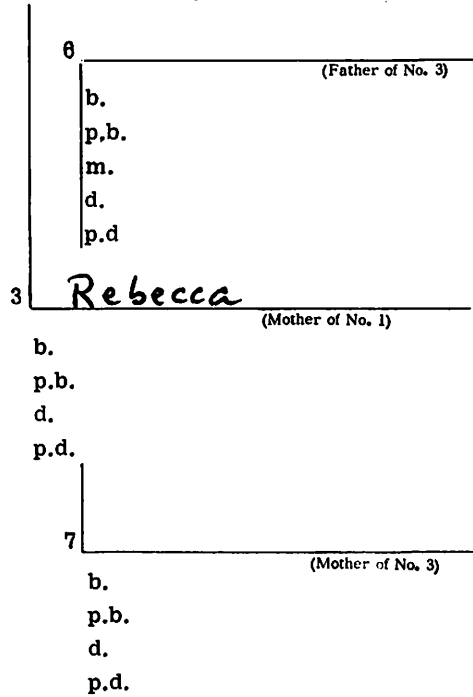 6
(Father of No. 3)
b.
p.b.
m.
d.
p.d
3 Rebecca
(Mother of No. 1)
b.
p.b.
d.
p.d.
7
(Mother of No. 3)
b.
p.b.
d.
p.d.